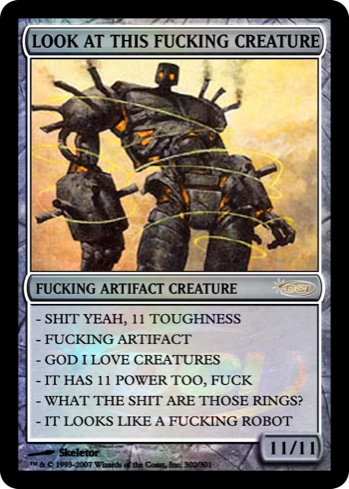 LOOK AT THIS FUCKING CREATURE
FUCKING ARTIFACT CREATURE
- SHIT YEAH, 11 TOUGHNESS
- FUCKING ARTIFACT
- GOD I LOVE CREATURES
- IT HAS 11 POWER TOO, FUCK
- WHAT THE SHIT ARE THOSE RINGS?
- IT LOOKS LIKE A FUCKING ROBOT
Skeletor
11/11
™ & © 1993-2007 Wizards of the Coast, Inc. 302/301